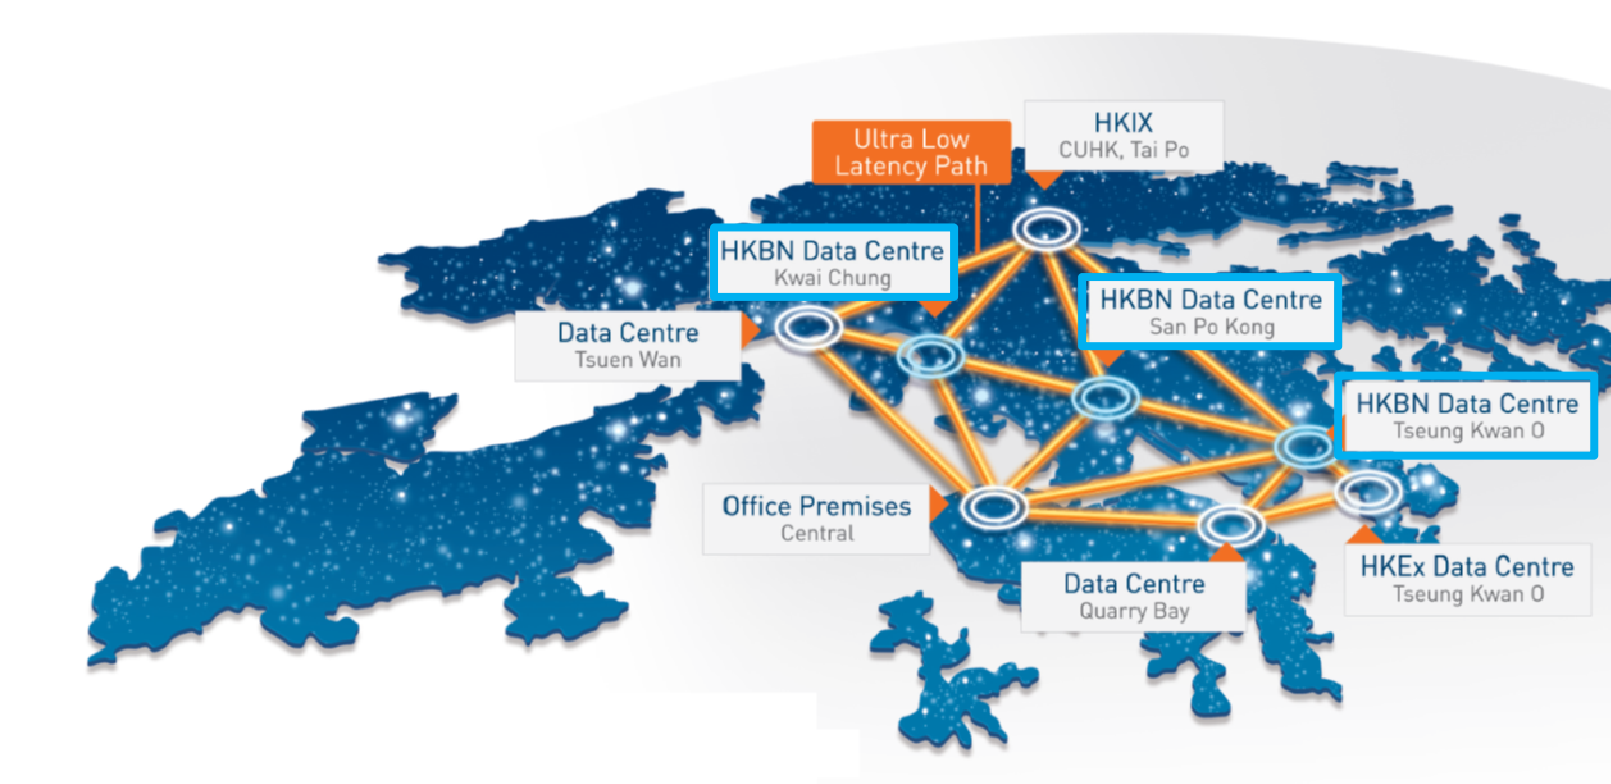 HKIX
CUHK, Tai Po
Ultra Low
Latency Path
HKBN Data Centre
Kwai Chung
HKBN Data Centre
San Po Kong
Data Centre
Tsuen Wan
HKBN Data Centre
Tseung Kwan O
Office Premises
Central
Data Centre
Quarry Bay
HKEx Data Centre
Tseung Kwan O